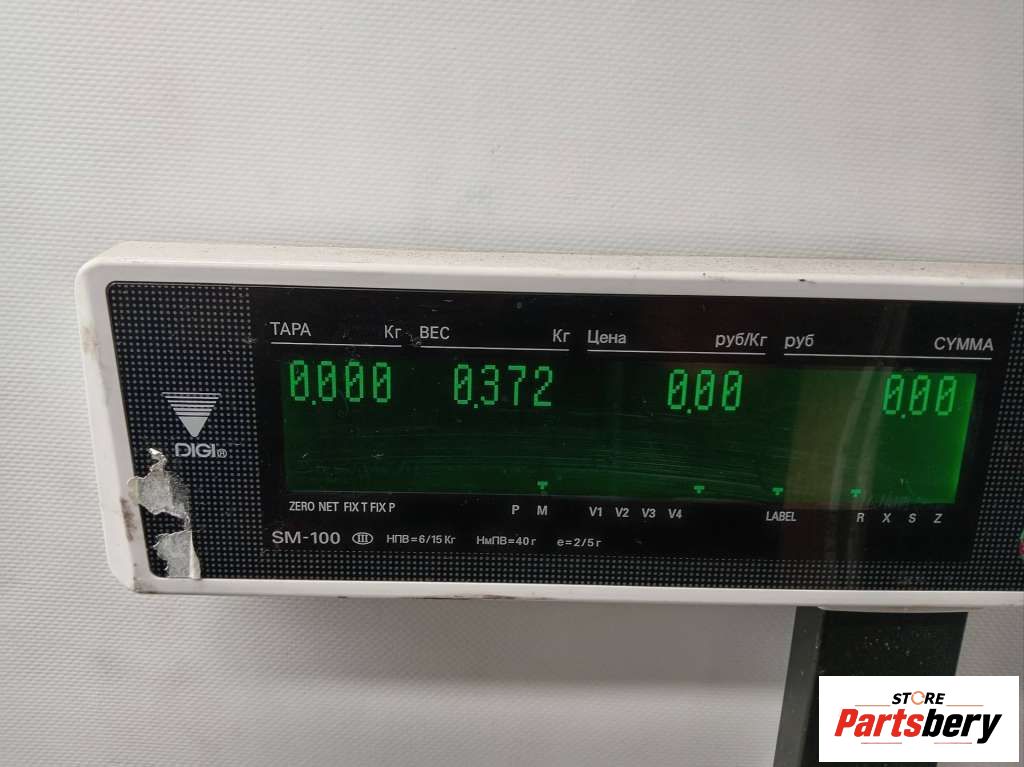 ТАРА Кг ВЕС Кг Цена руб/Кг руб СУММА
0.000 0.372 0.00 0.00
DIGI®
ZERO NET FIX T FIX P P M V1 V2 V3 V4 LABEL R X S Z
SM-100 III НПВ=6/15 Кг НмПВ=40 г e=2/5 г
STORE
Partsbery